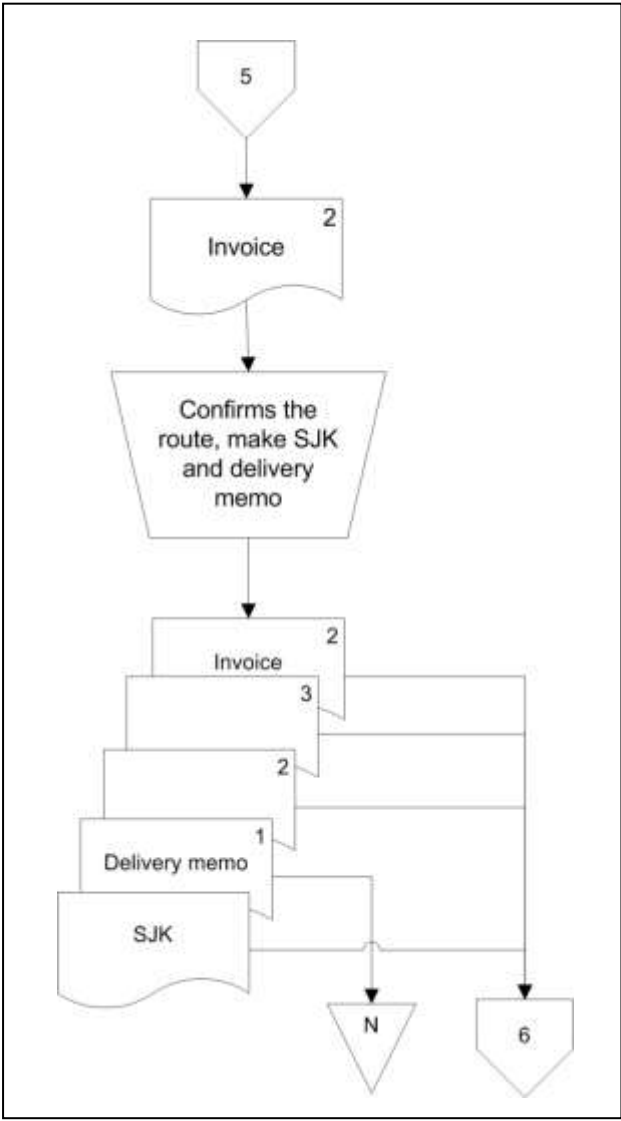 5
2
Invoice
Confirms the
route, make SJK
and delivery
memo
2
Invoice
3
2
1
Delivery memo
SJK
N
6